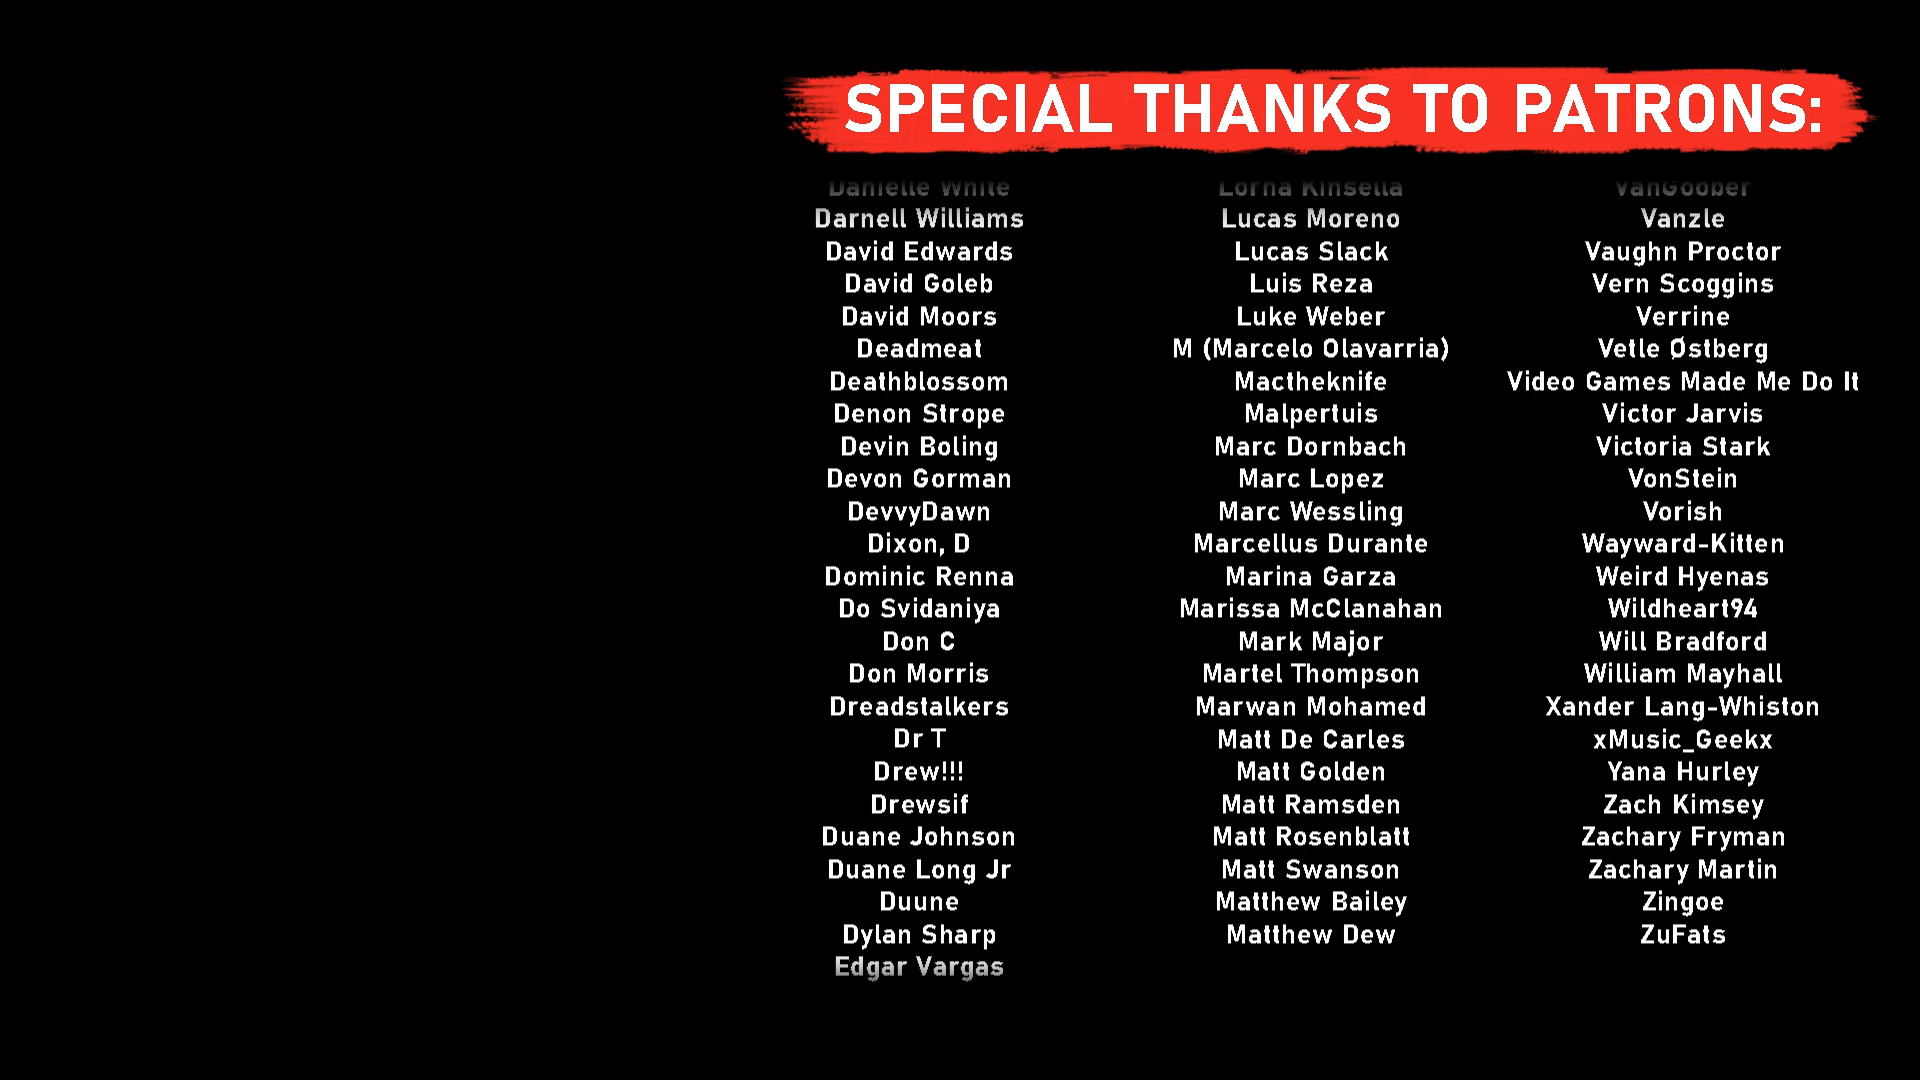 SPECIAL THANKS TO PATRONS:
Danielle White
Darnell Williams
David Edwards
David Goleb
David Moors
Deadmeat
Deathblossom
Denon Strope
Devin Boling
Devon Gorman
DevvyDawn
Dixon, D
Dominic Renna
Do Svidaniya
Don C
Don Morris
Dreadstalkers
Dr T
Drew!!!
Drewsif
Duane Johnson
Duane Long Jr
Duune
Dylan Sharp
Edgar Vargas
Lorna Kinsella
Lucas Moreno
Lucas Slack
Luis Reza
Luke Weber
M (Marcelo Olavarria)
Mactheknife
Malpertuis
Marc Dornbach
Marc Lopez
Marc Wessling
Marcellus Durante
Marina Garza
Marissa McClanahan
Mark Major
Martel Thompson
Marwan Mohamed
Matt De Carles
Matt Golden
Matt Ramsden
Matt Rosenblatt
Matt Swanson
Matthew Bailey
Matthew Dew
VanGoober
Vanzle
Vaughn Proctor
Vern Scoggins
Verrine
Vetle Østberg
Video Games Made Me Do It
Victor Jarvis
Victoria Stark
VonStein
Vorish
Wayward-Kitten
Weird Hyenas
Wildheart94
Will Bradford
William Mayhall
Xander Lang-Whiston
xMusic_Geekx
Yana Hurley
Zach Kimsey
Zachary Fryman
Zachary Martin
Zingoe
ZuFats